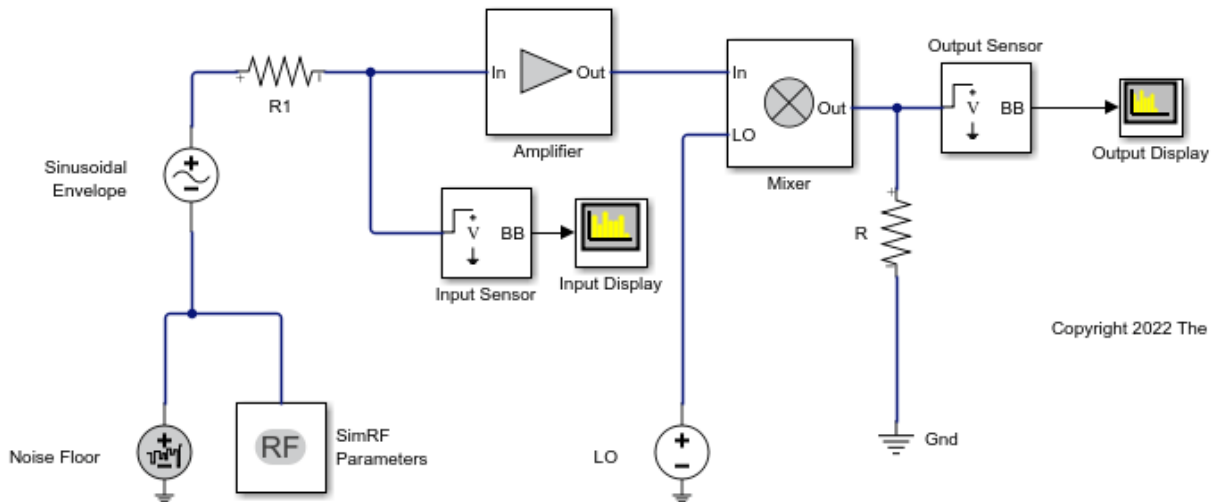 R1
In
Out
Amplifier
In
LO
Out
Mixer
Output Sensor
V
BB
Output Display
Sinusoidal
Envelope
V
BB
Input Sensor
Input Display
R
Copyright 2022 The
Noise Floor
RF
SimRF
Parameters
LO
Gnd